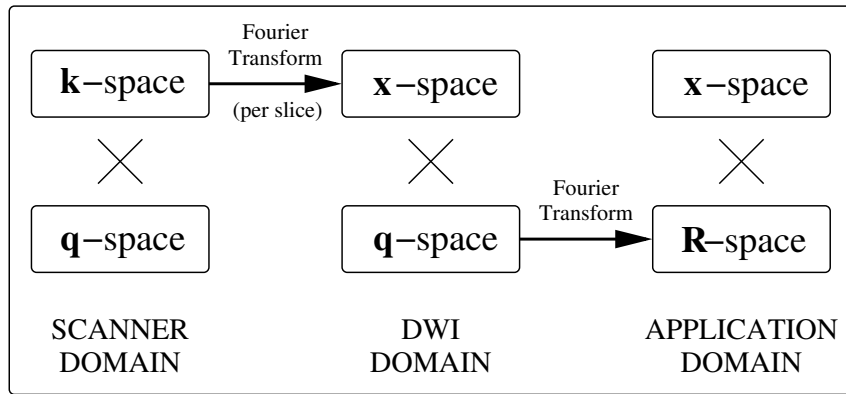 Fourier
Transform
(per slice)
k–space
x–space
x–space
Fourier
Transform
q–space
q–space
R–space
SCANNER
DOMAIN
DWI
DOMAIN
APPLICATION
DOMAIN